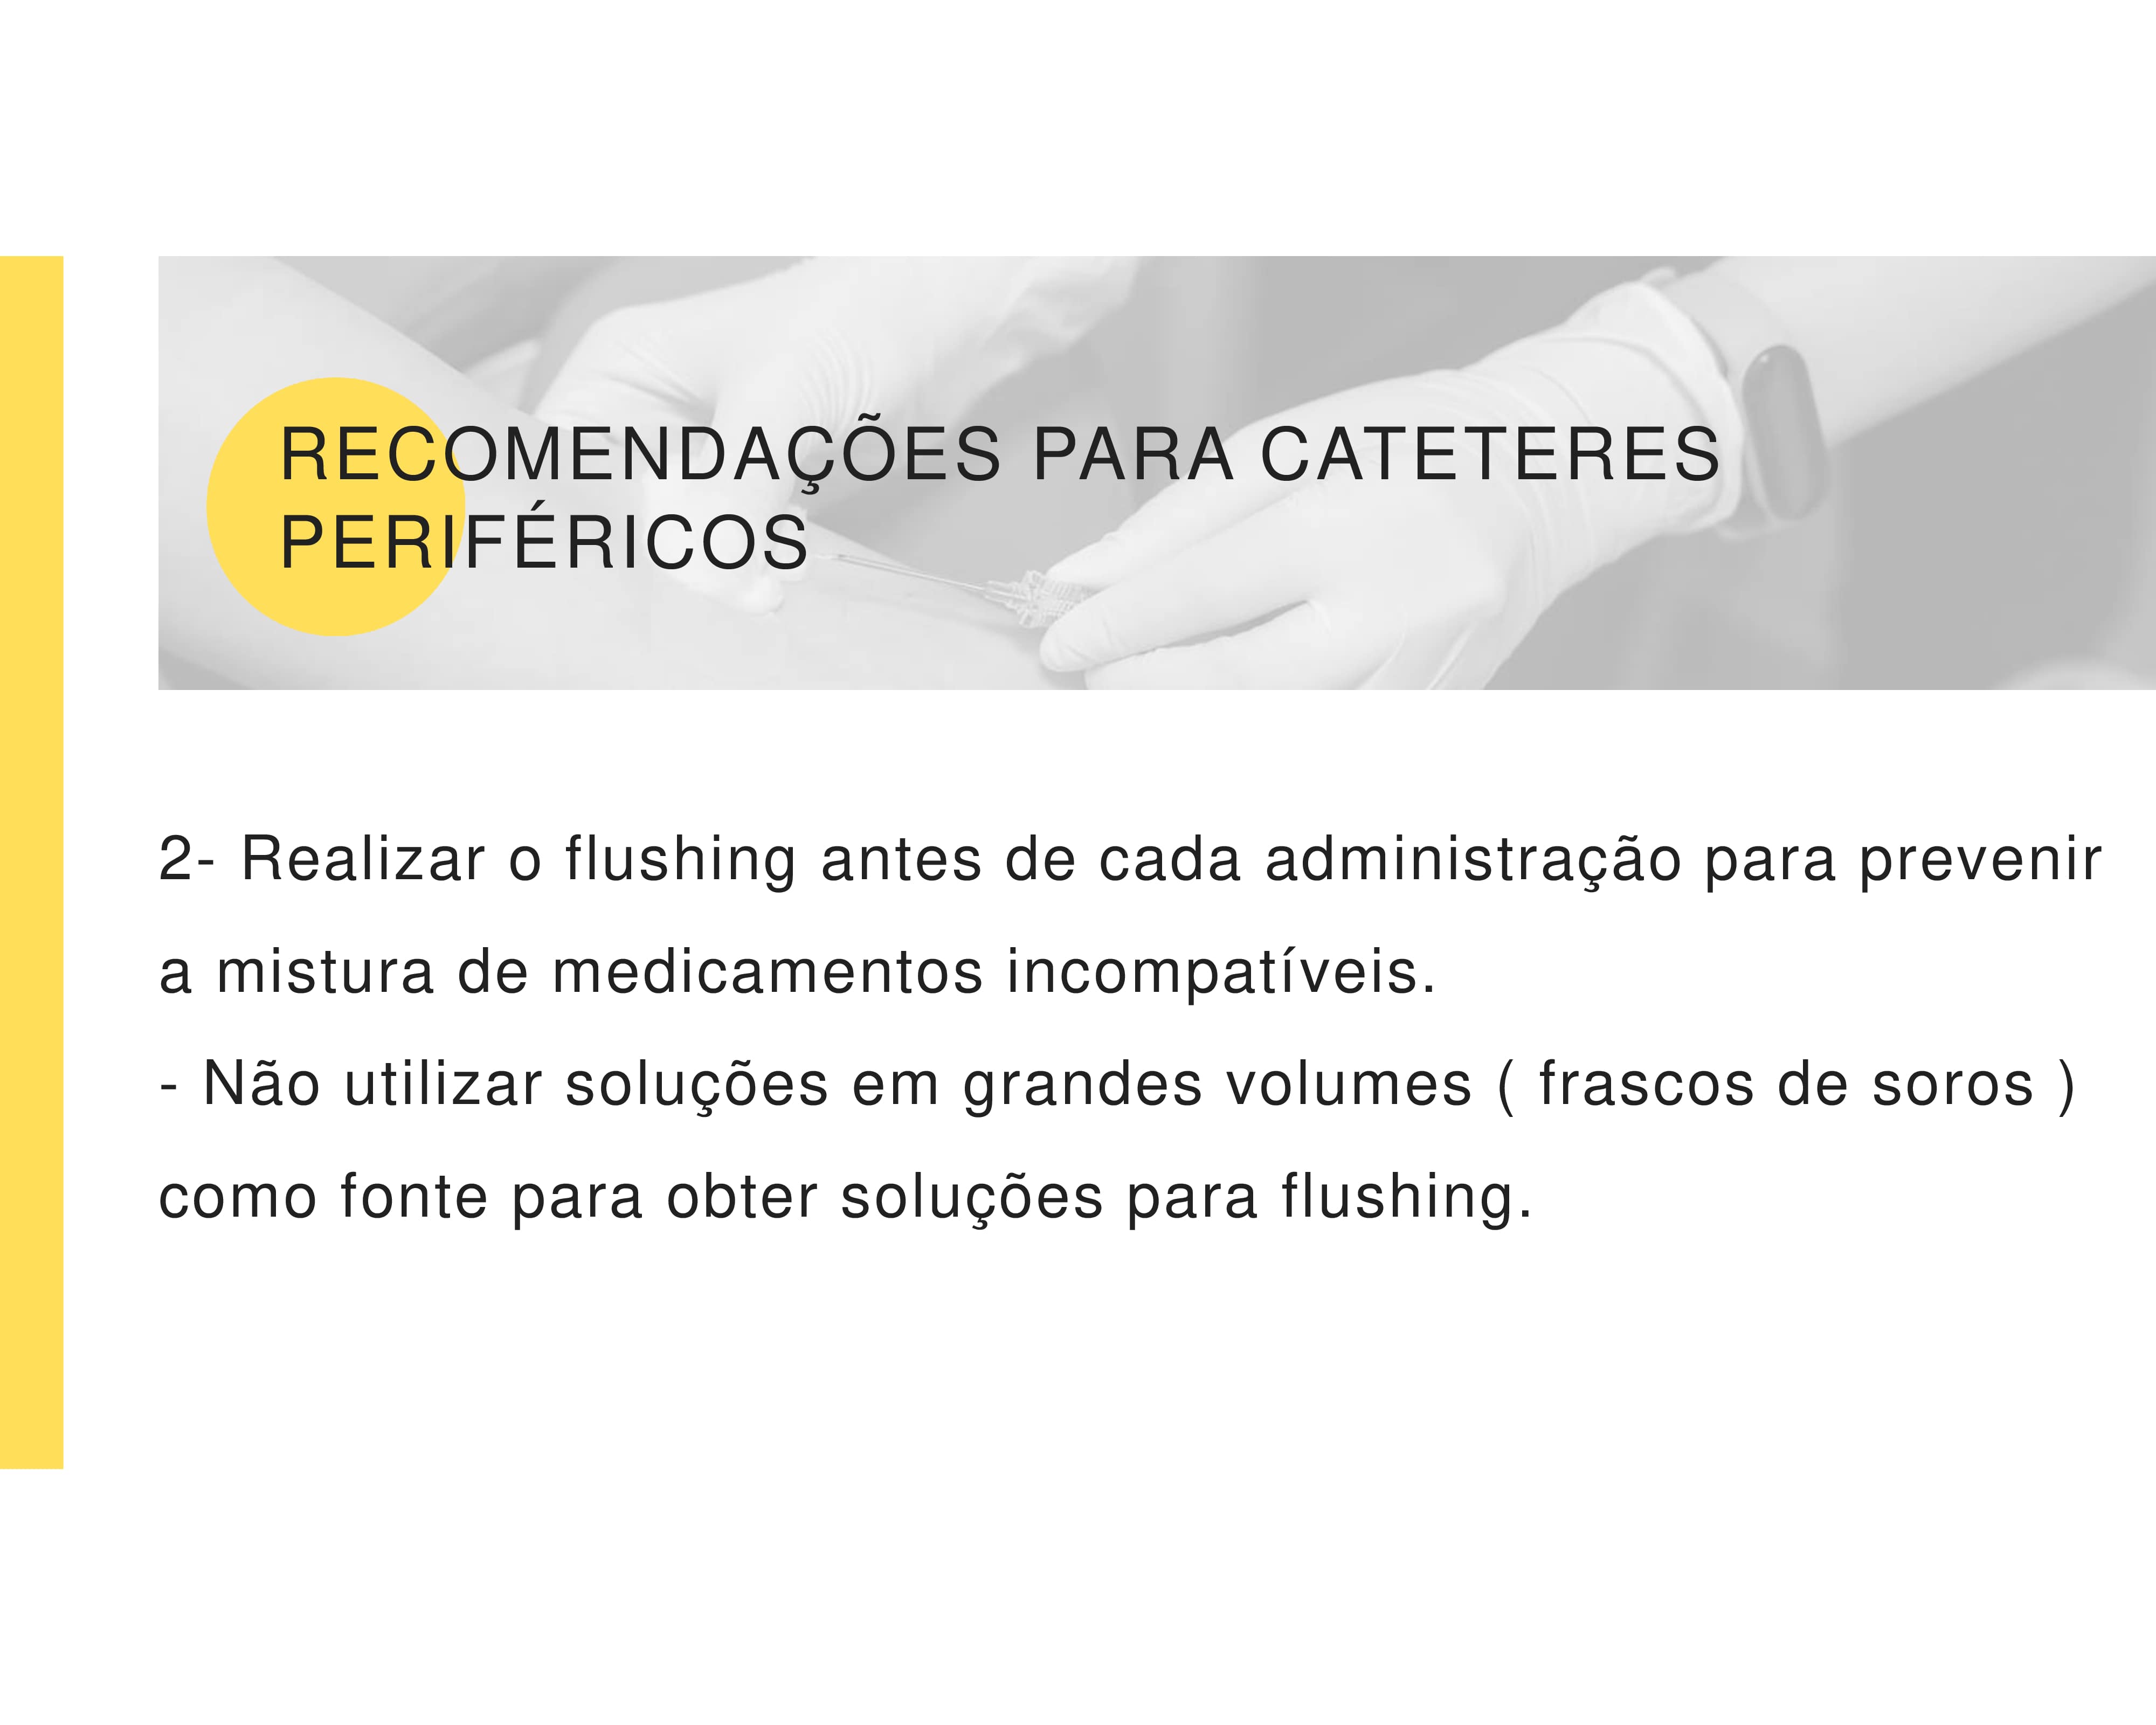 RECOMENDAÇÕES PARA CATETERES
PERIFÉRICOS
2- Realizar o flushing antes de cada administração para prevenir
a mistura de medicamentos incompatíveis.
- Não utilizar soluções em grandes volumes ( frascos de soros )
como fonte para obter soluções para flushing.